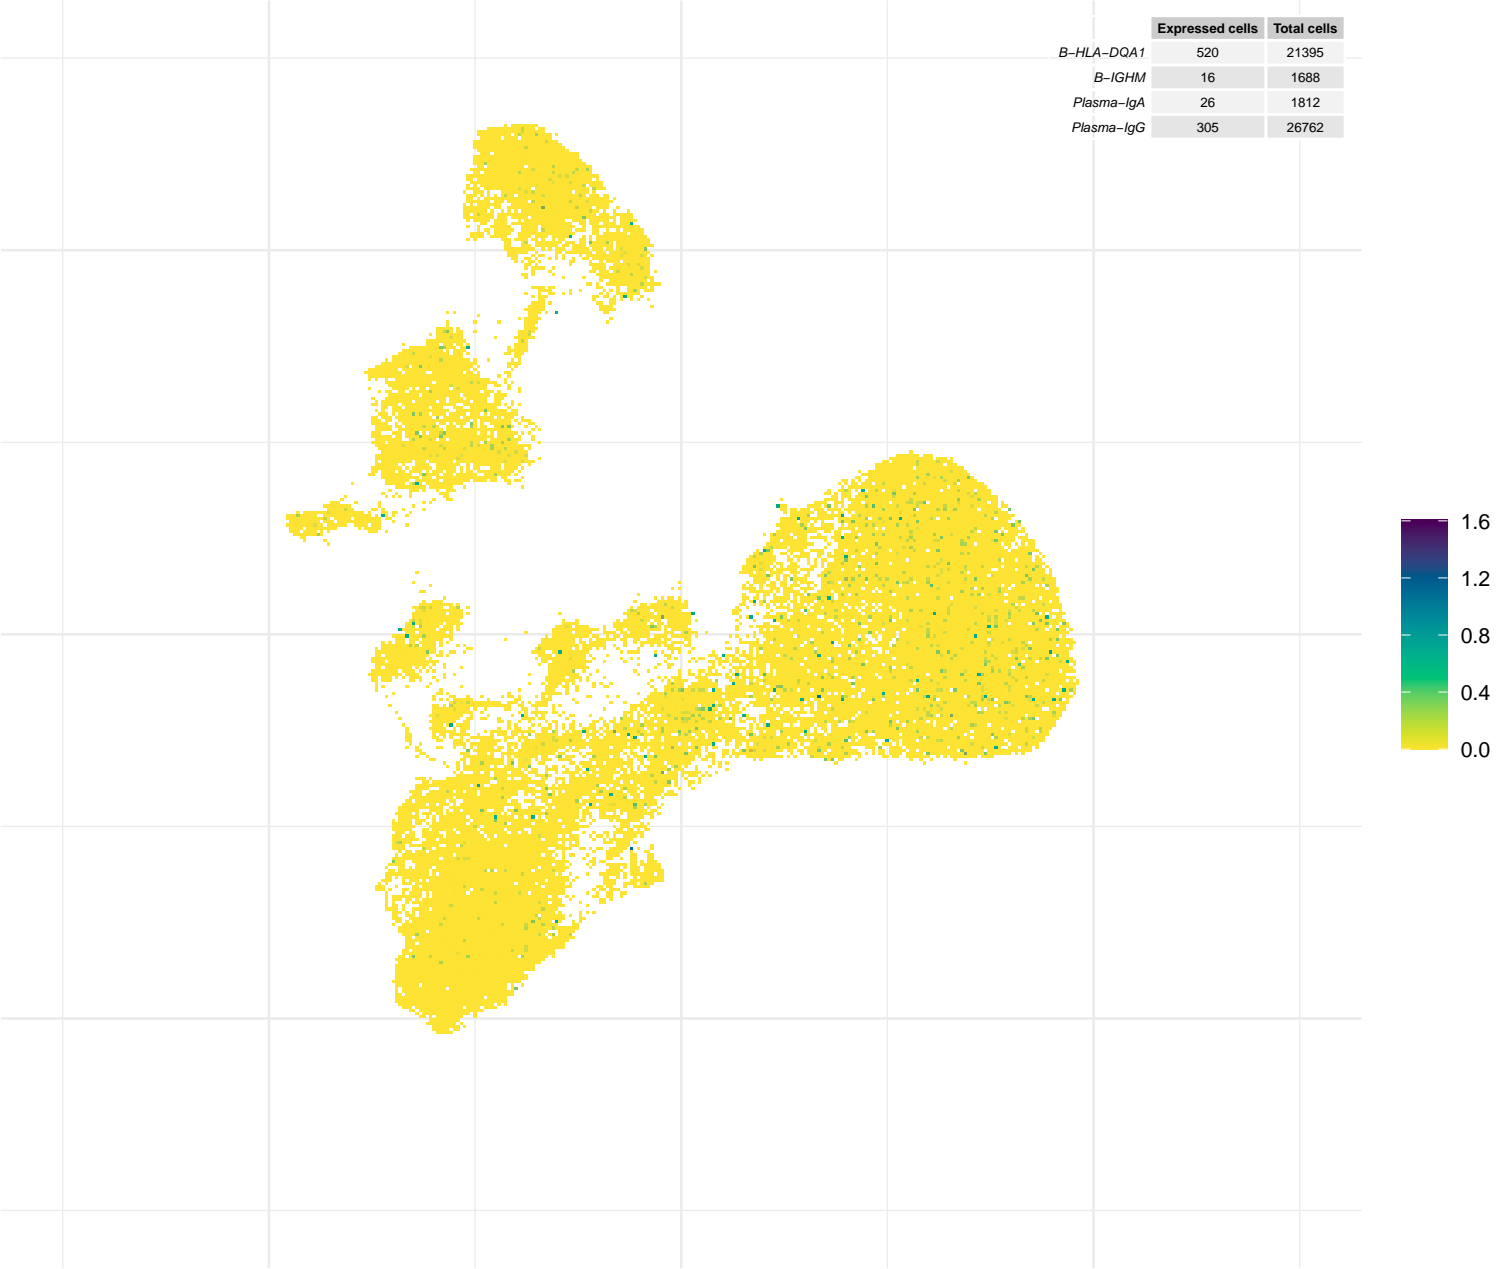 Expressed cells Total cells
B−HLA−DQA1 520 21395
B−IGHM 16 1688
Plasma−IgA 26 1812
Plasma−IgG 305 26762
1.6
1.2
0.8
0.4
0.0